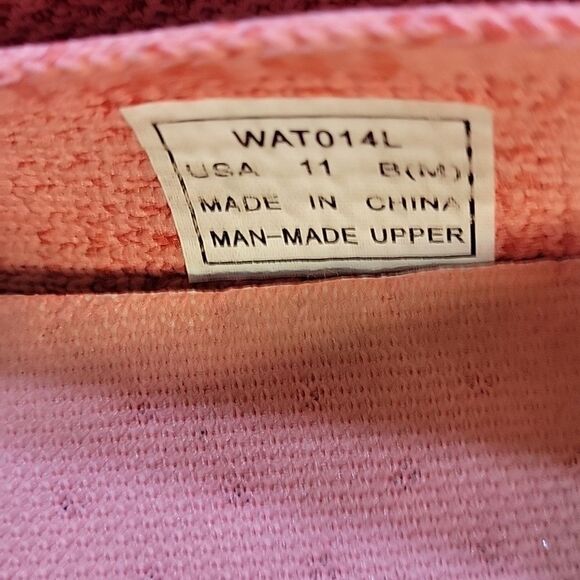 WAT014L
USA 11 B(M)
MADE IN CHINA
MAN-MADE UPPER